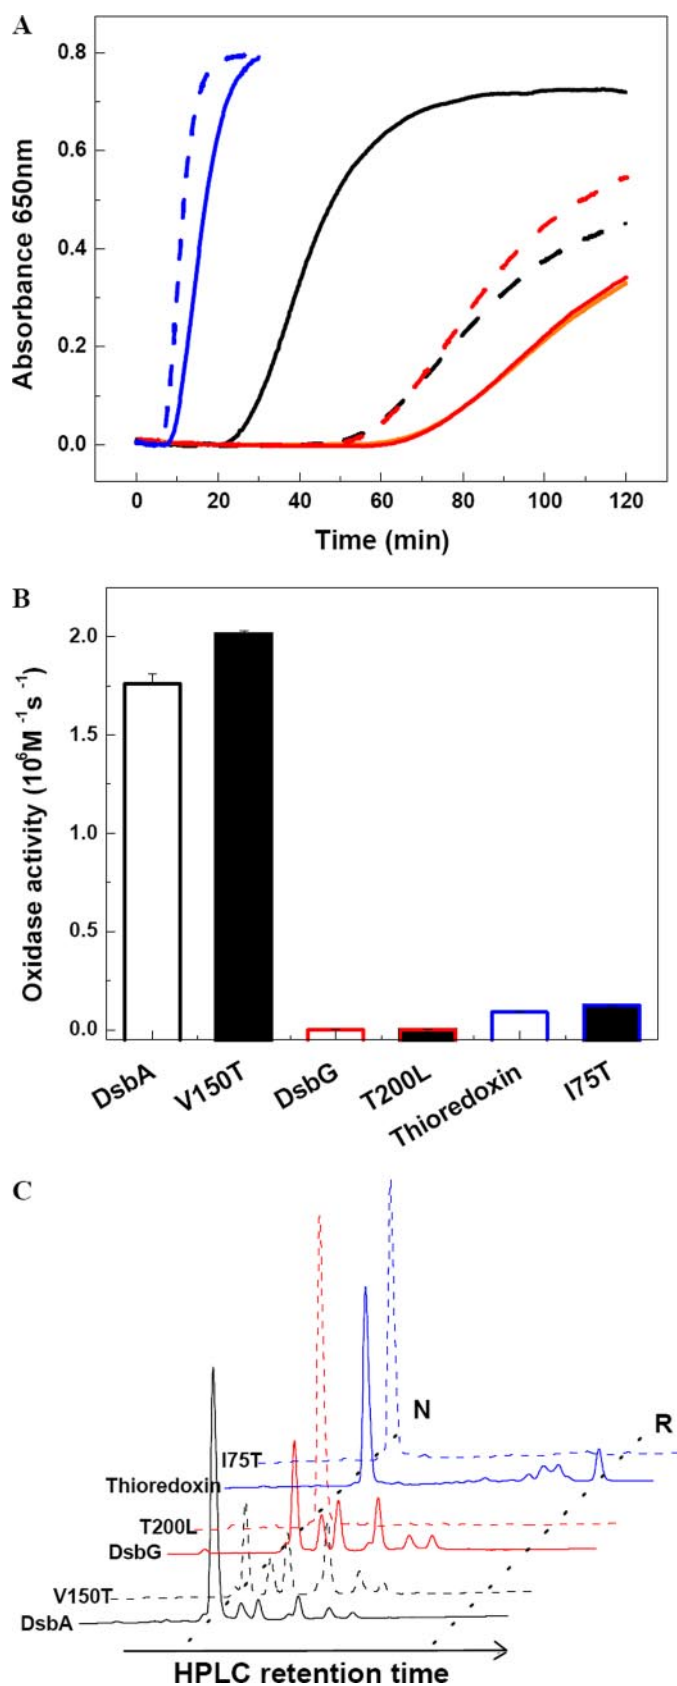 A
0.8
0.6
0.4
0.2
0.0
Absorbance 650nm
0 20 40 60 80 100 120
Time (min)
B
2.0
1.5
1.0
0.5
0.0
Oxidase activity (10⁶M⁻¹s⁻¹)
DsbA V150T DsbG T200L Thioredoxin I75T
C
N
R
I75T
Thioredoxin
T200L
DsbG
V150T
DsbA
HPLC retention time